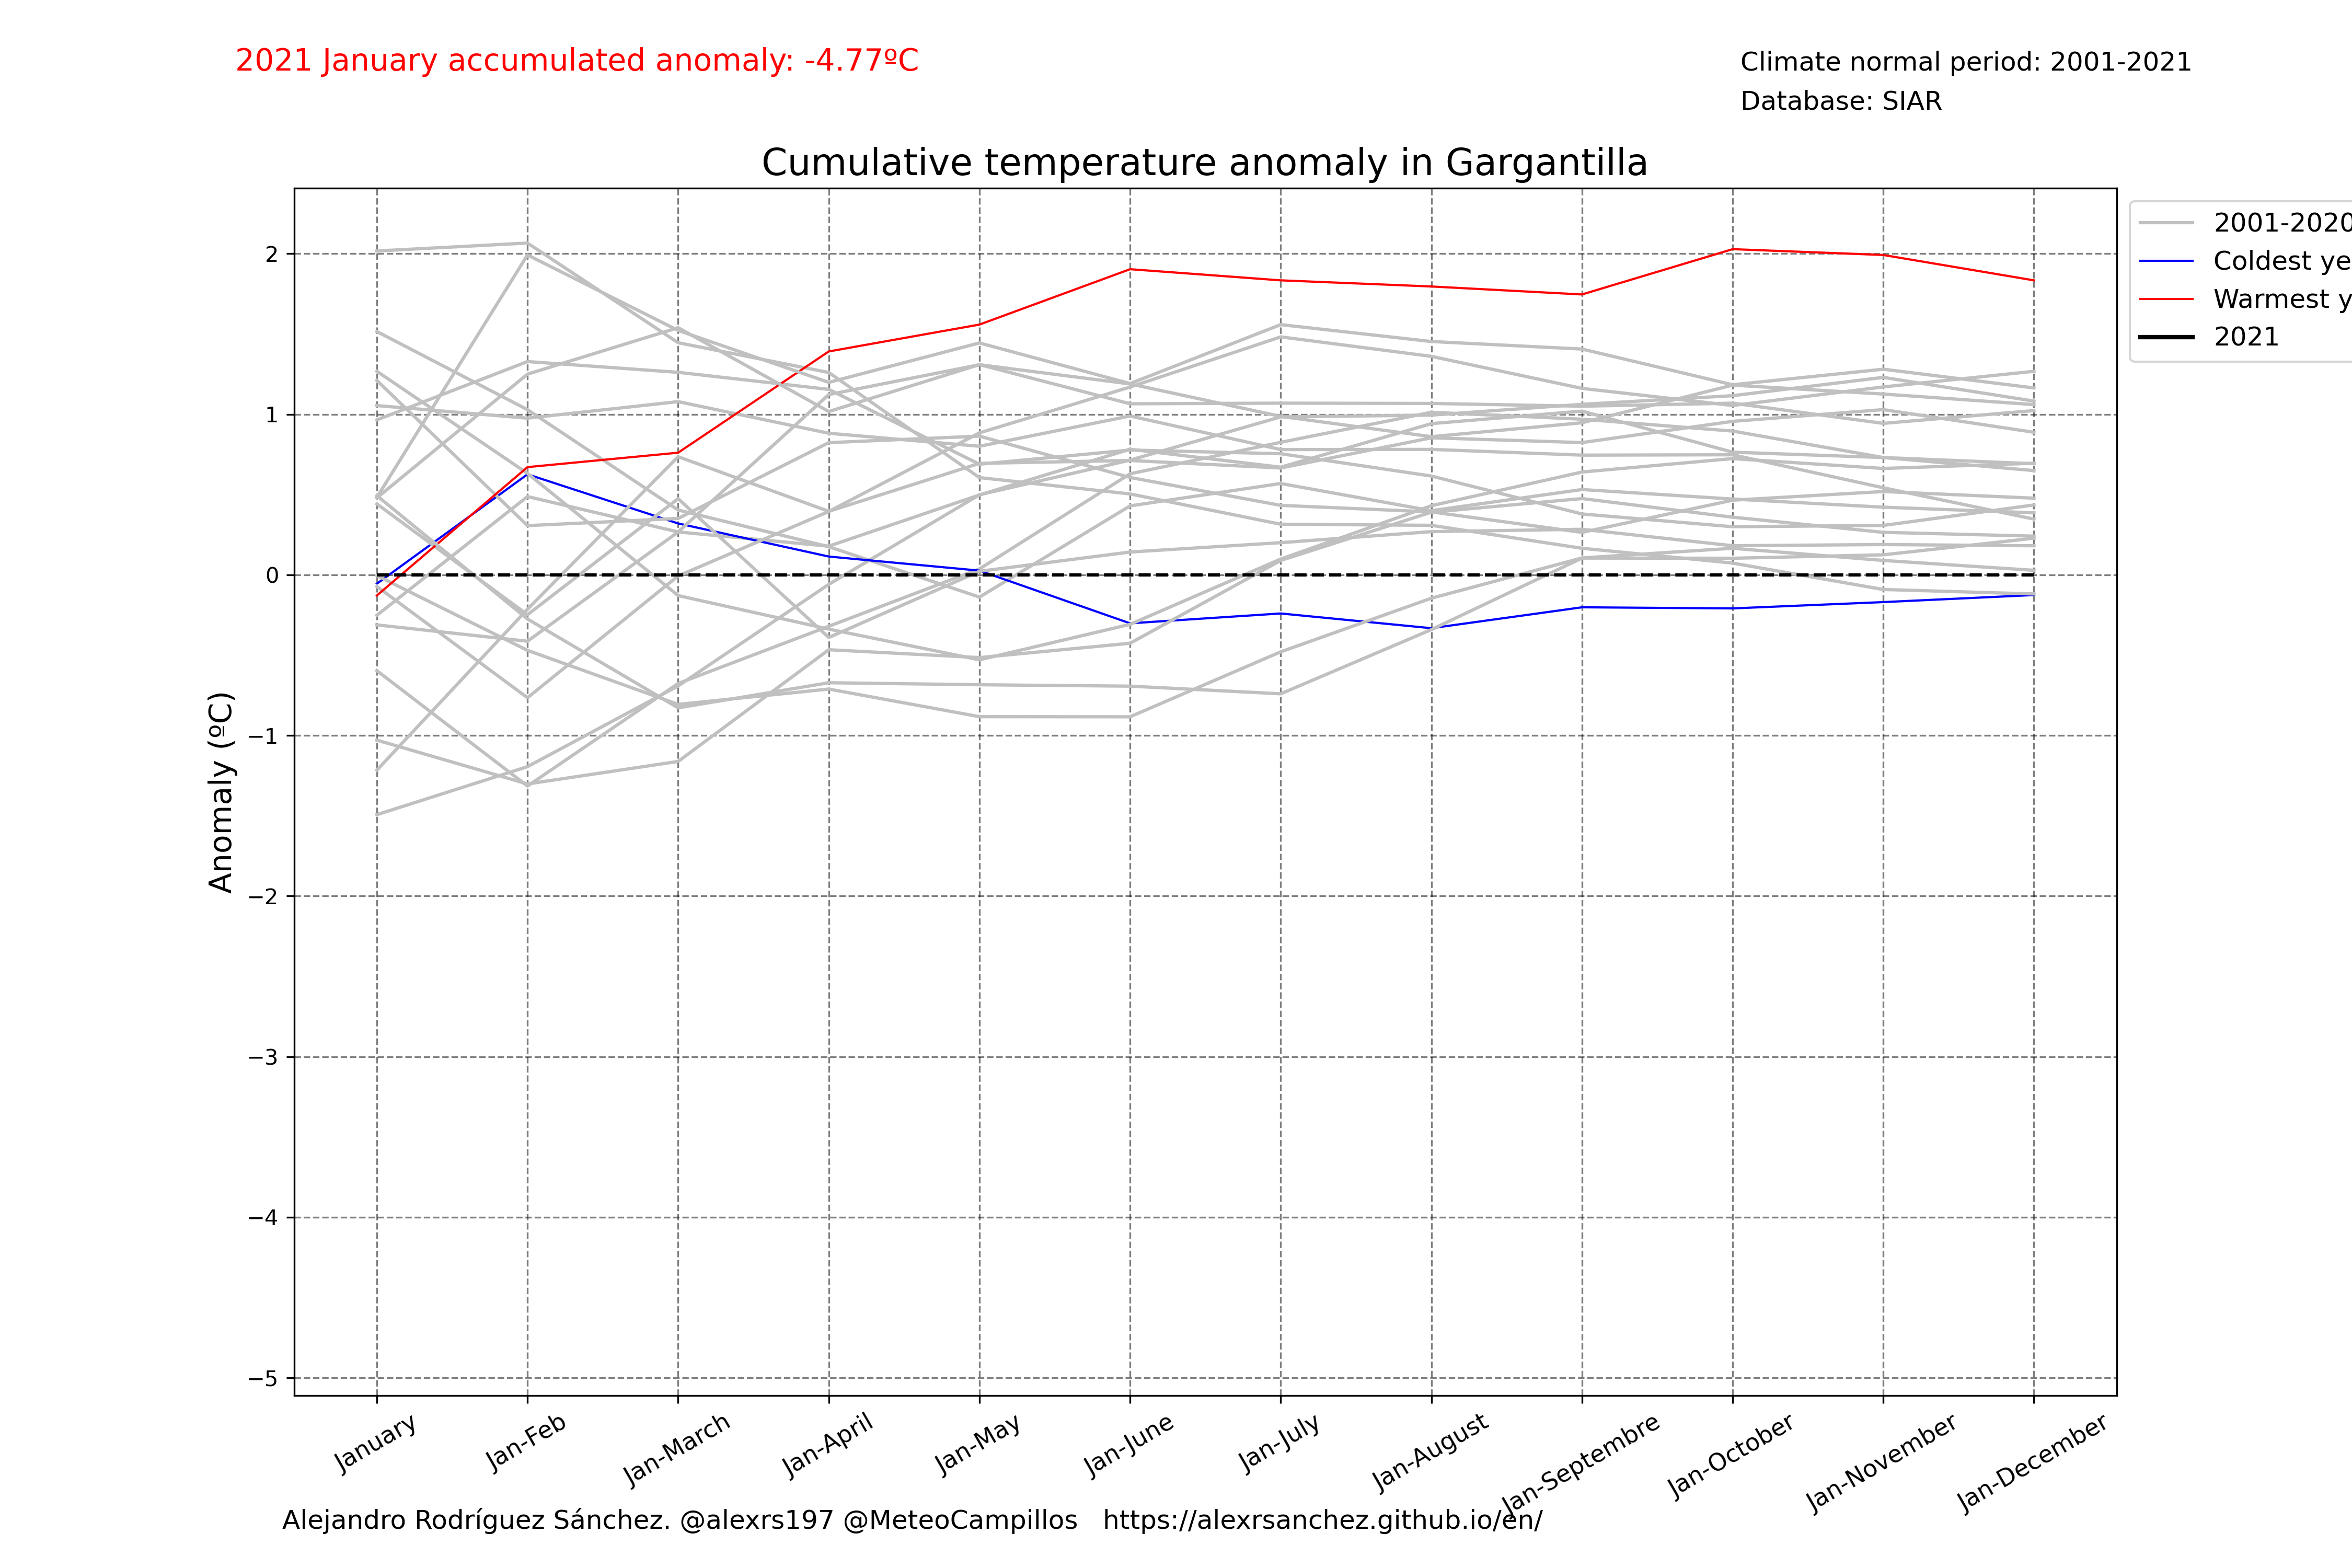 2021 January accumulated anomaly: -4.77ºC
Climate normal period: 2001-2021
Database: SIAR
Cumulative temperature anomaly in Gargantilla
2001-2020
Coldest ye
Warmest y
2021
Anomaly (ºC)
2
1
0
−1
−2
−3
−4
−5
January
Jan-Feb
Jan-March
Jan-April
Jan-May
Jan-June
Jan-July
Jan-August
Jan-Septembre
Jan-October
Jan-November
Jan-December
Alejandro Rodríguez Sánchez. @alexrs197 @MeteoCampillos https://alexrsanchez.github.io/en/